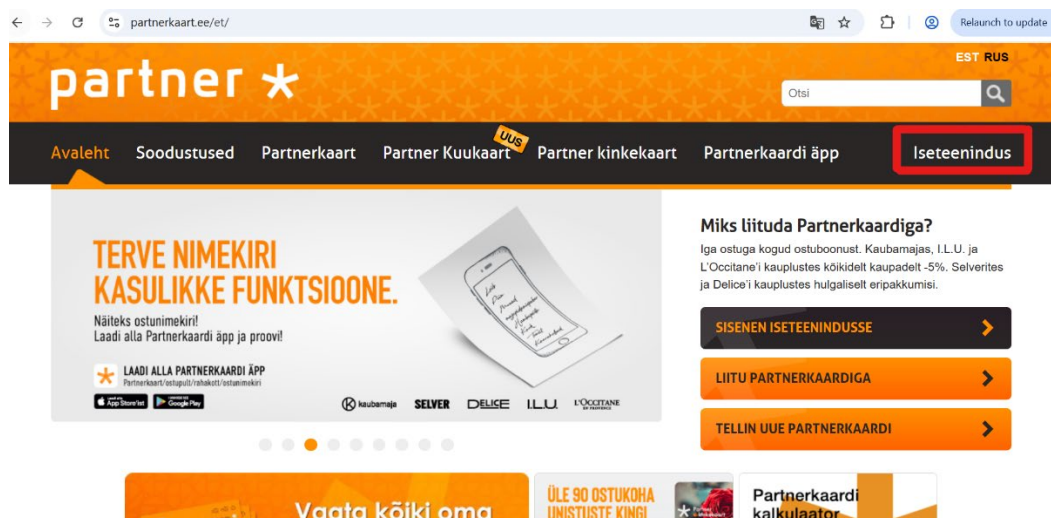 partnerkaart.ee/et/
Relaunch to update
EST RUS
partner
Otsi
Avaleht Soodustused Partnerkaart Partner Kuukaart UUS Partner kinkekaart Partnerkaardi äpp Iseteenindus
TERVE NIMEKIRI
KASULIKKE FUNKTSIOONE.
Näiteks ostunimekiri!
Laadi alla Partnerkaardi äpp ja proovi!
LAADI ALLA PARTNERKAARDI ÄPP
Partnerkaart/ostupult/rahakott/ostunimekiri
App Store'ist Google Play
kaubamaja SELVER DELICE I.L.U. L'OCCITANE
EN PROVENCE
Miks liituda Partnerkaardiga?
Iga ostuga kogud ostuboonust. Kaubamajas, I.L.U. ja
L'Occitane'i kauplustes kõikidelt kaupadelt -5%. Selverites
ja Delice'i kauplustes hulgaliselt eripakkumisi.
SISENEN ISETEENINDUSSE
LIITU PARTNERKAARDIGA
TELLIN UUE PARTNERKAARDI
Vaata kõiki oma
ÜLE 90 OSTUKOHA
UNISTUSTE KINGI
Partnerkaardi
kalkulaator